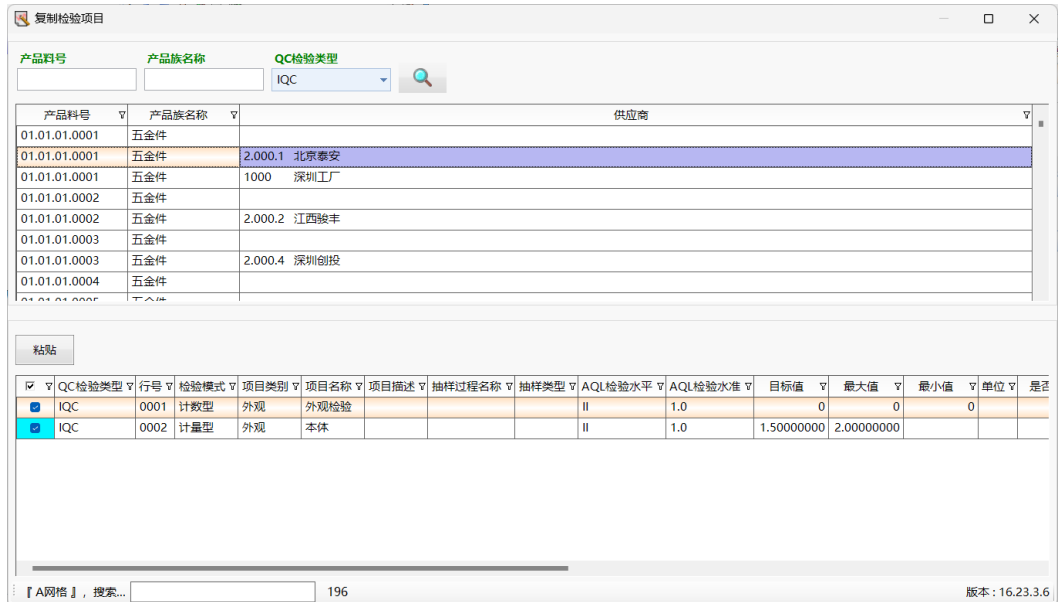 复制检验项目
产品料号 产品族名称 QC检验类型
IQC
产品料号 产品族名称 供应商
01.01.01.0001 五金件
01.01.01.0001 五金件 2.000.1 北京泰安
01.01.01.0001 五金件 1000 深圳工厂
01.01.01.0002 五金件
01.01.01.0002 五金件 2.000.2 江西骏丰
01.01.01.0003 五金件
01.01.01.0003 五金件 2.000.4 深圳创投
01.01.01.0004 五金件
01.01.01.0005 五金件
粘贴
QC检验类型 行号 检验模式 项目类别 项目名称 项目描述 抽样过程名称 抽样类型 AQL检验水平 AQL检验水准 目标值 最大值 最小值 单位 是否
IQC 0001 计数型 外观 外观检验 II 1.0 0 0 0
IQC 0002 计量型 外观 本体 II 1.0 1.50000000 2.00000000
『 A网格 』, 搜索... 196 版本 : 16.23.3.6